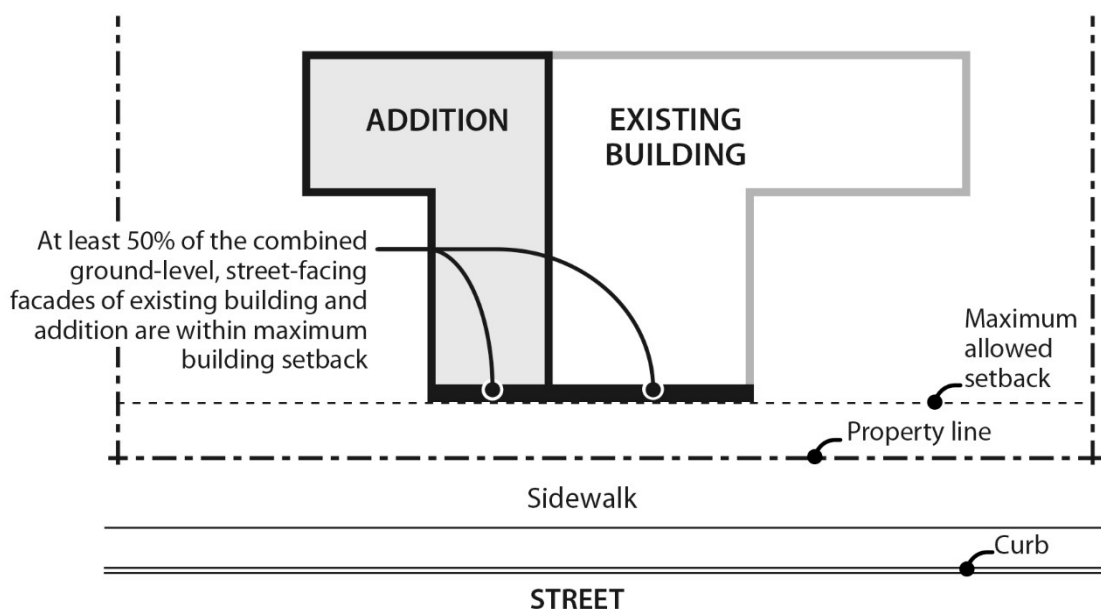 ADDITION
EXISTING
BUILDING
At least 50% of the combined
ground-level, street-facing
facades of existing building and
addition are within maximum
building setback
Maximum
allowed
setback
Property line
Sidewalk
Curb
STREET